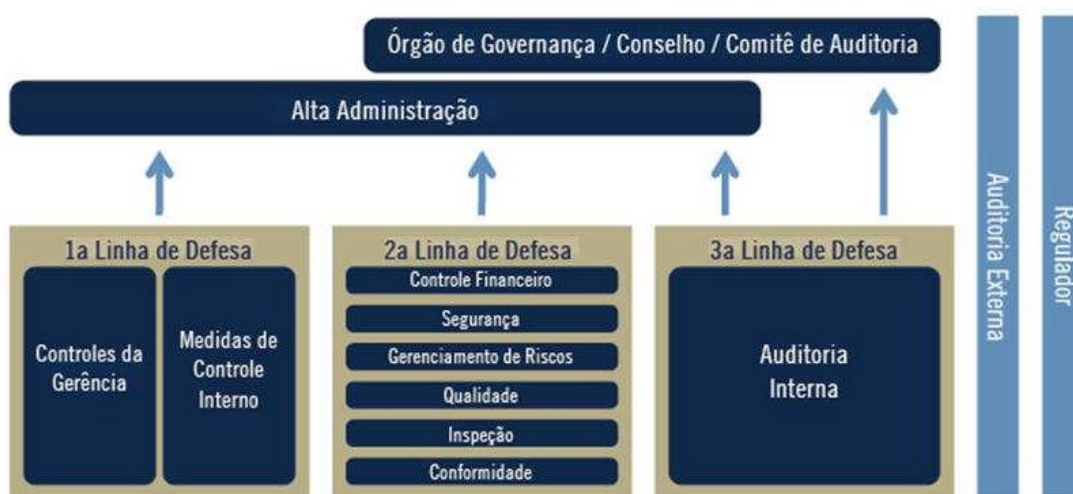 Órgão de Governança / Conselho / Comitê de Auditoria
Alta Administração
1a Linha de Defesa
Controles da
Gerência
Medidas de
Controle
Interno
2a Linha de Defesa
Controle Financeiro
Segurança
Gerenciamento de Riscos
Qualidade
Inspeção
Conformidade
3a Linha de Defesa
Auditoria
Interna
Auditoria Externa
Regulador